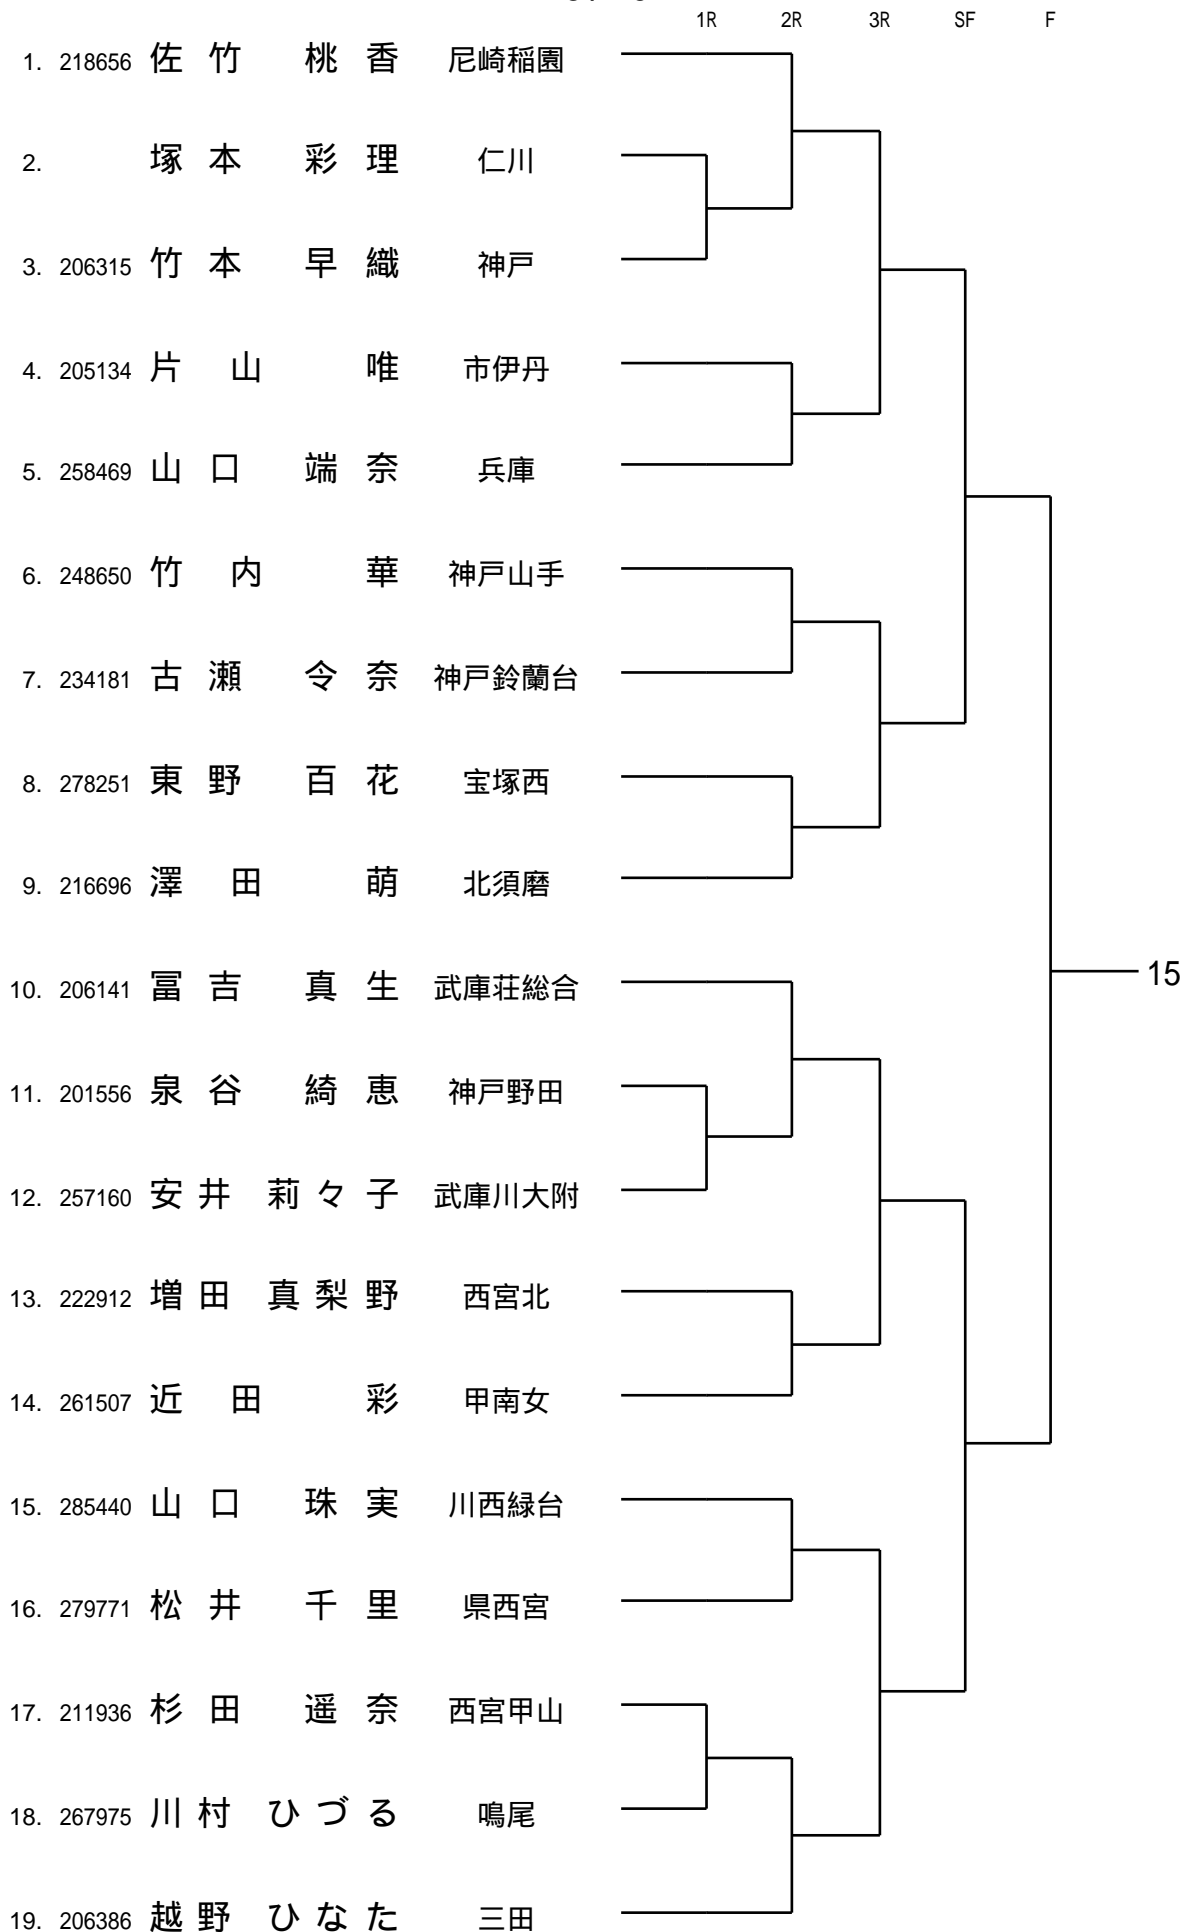 1R 2R 3R SF F
1. 218656 佐竹 桃香 尼崎稲園
2. 塚本 彩理 仁川
3. 206315 竹本 早織 神戸
4. 205134 片山 唯 市伊丹
5. 258469 山口 端奈 兵庫
6. 248650 竹内 華 神戸山手
7. 234181 古瀬 令奈 神戸鈴蘭台
8. 278251 東野 百花 宝塚西
9. 216696 澤田 萌 北須磨
10. 206141 冨吉 真生 武庫荘総合
15
11. 201556 泉谷 綺恵 神戸野田
12. 257160 安井 莉々子 武庫川大附
13. 222912 増田 真梨野 西宮北
14. 261507 近田 彩 甲南女
15. 285440 山口 珠実 川西緑台
16. 279771 松井 千里 県西宮
17. 211936 杉田 遥奈 西宮甲山
18. 267975 川村 ひづる 鳴尾
19. 206386 越野 ひなた 三田